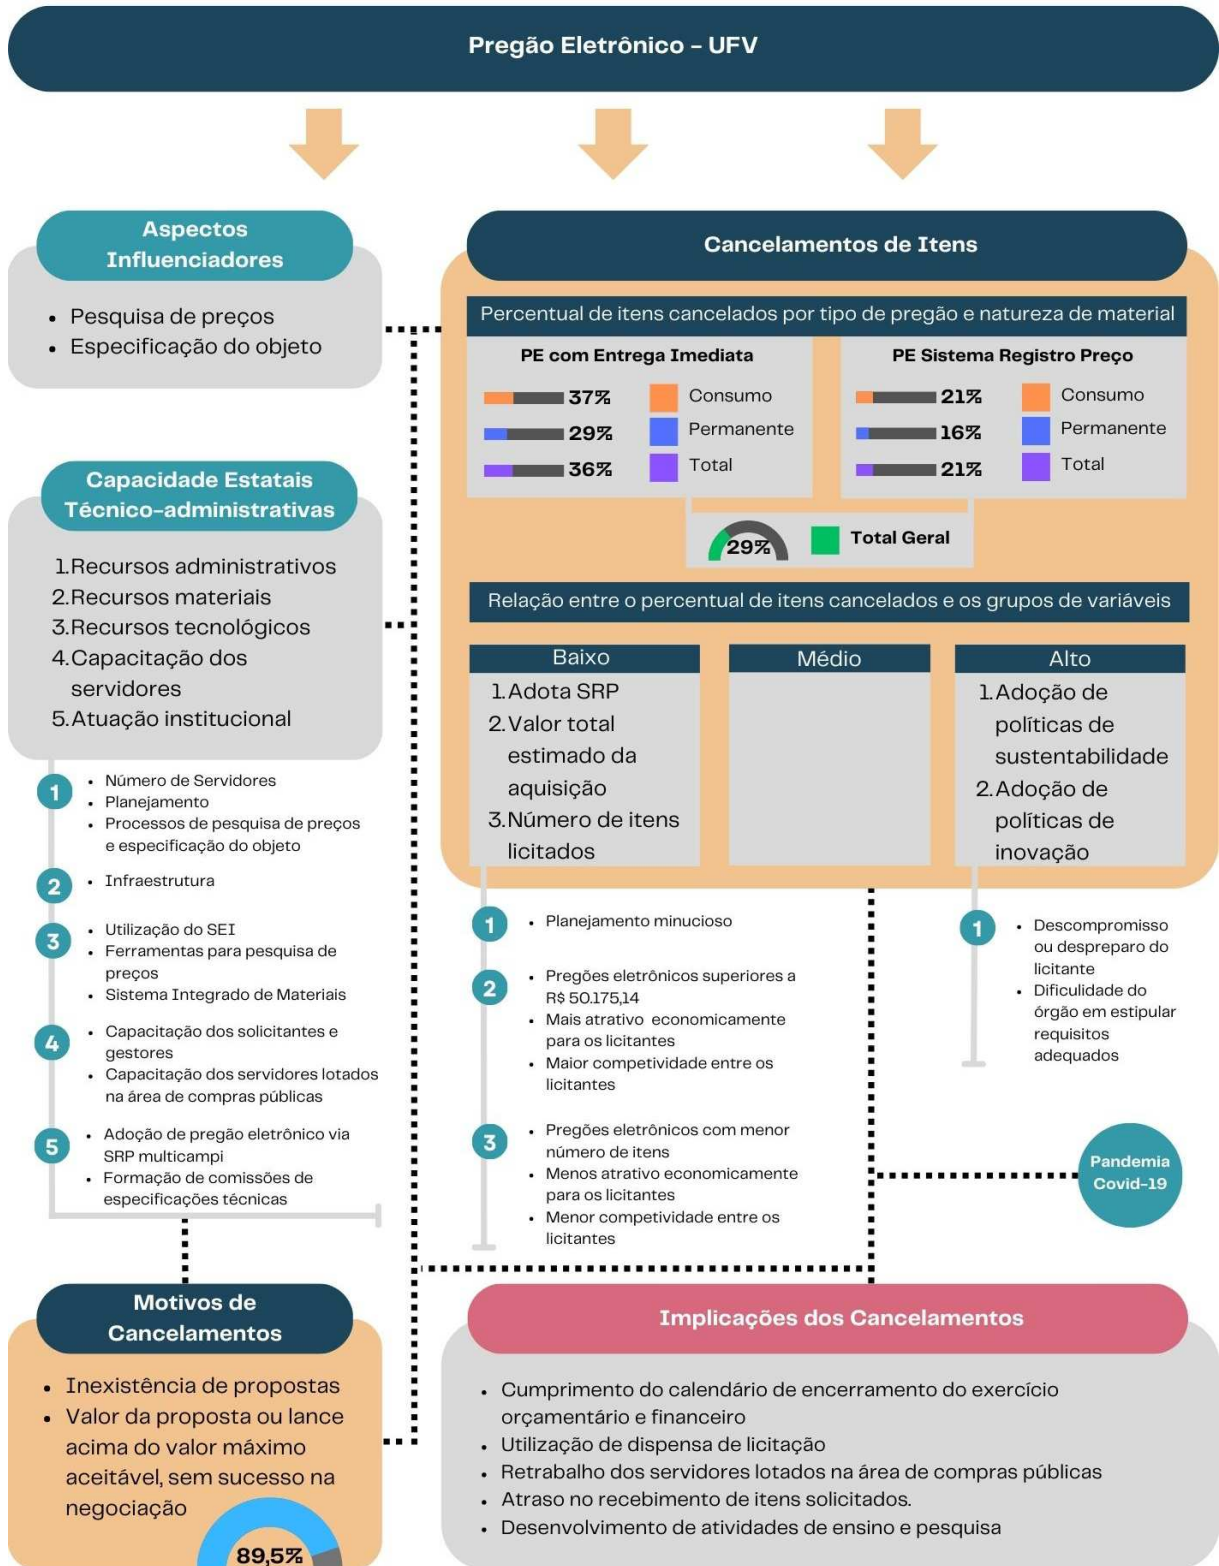 Pregão Eletrônico - UFV
Aspectos
Influenciadores
• Pesquisa de preços
• Especificação do objeto
Capacidade Estatais
Técnico-administrativas
1. Recursos administrativos
2. Recursos materiais
3. Recursos tecnológicos
4. Capacitação dos
servidores
5. Atuação institucional
1
• Número de Servidores
• Planejamento
• Processos de pesquisa de preços
e especificação do objeto
2
• Infraestrutura
3
• Utilização do SEI
• Ferramentas para pesquisa de
preços
• Sistema Integrado de Materiais
4
• Capacitação dos solicitantes e
gestores
• Capacitação dos servidores lotados
na área de compras públicas
5
• Adoção de pregão eletrônico via
SRP multicampi
• Formação de comissões de
especificações técnicas
Motivos de
Cancelamentos
• Inexistência de propostas
• Valor da proposta ou lance
acima do valor máximo
aceitável, sem sucesso na
negociação
89,5%
Cancelamentos de Itens
Percentual de itens cancelados por tipo de pregão e natureza de material
PE com Entrega Imediata
37% Consumo
29% Permanente
36% Total
PE Sistema Registro Preço
21% Consumo
16% Permanente
21% Total
29% Total Geral
Relação entre o percentual de itens cancelados e os grupos de variáveis
Baixo
1. Adota SRP
2. Valor total
estimado da
aquisição
3. Número de itens
licitados
Médio
Alto
1. Adoção de
políticas de
sustentabilidade
2. Adoção de
políticas de
inovação
1
• Planejamento minucioso
2
• Pregões eletrônicos superiores a
R$ 50.175,14
• Mais atrativo economicamente
para os licitantes
• Maior competividade entre os
licitantes
3
• Pregões eletrônicos com menor
número de itens
• Menos atrativo economicamente
para os licitantes
• Menor competividade entre os
licitantes
1
• Descompromisso
ou despreparo do
licitante
• Dificulidade do
órgão em estipular
requisitos
adequados
Pandemia
Covid-19
Implicações dos Cancelamentos
• Cumprimento do calendário de encerramento do exercício
orçamentário e financeiro
• Utilização de dispensa de licitação
• Retrabalho dos servidores lotados na área de compras públicas
• Atraso no recebimento de itens solicitados.
• Desenvolvimento de atividades de ensino e pesquisa